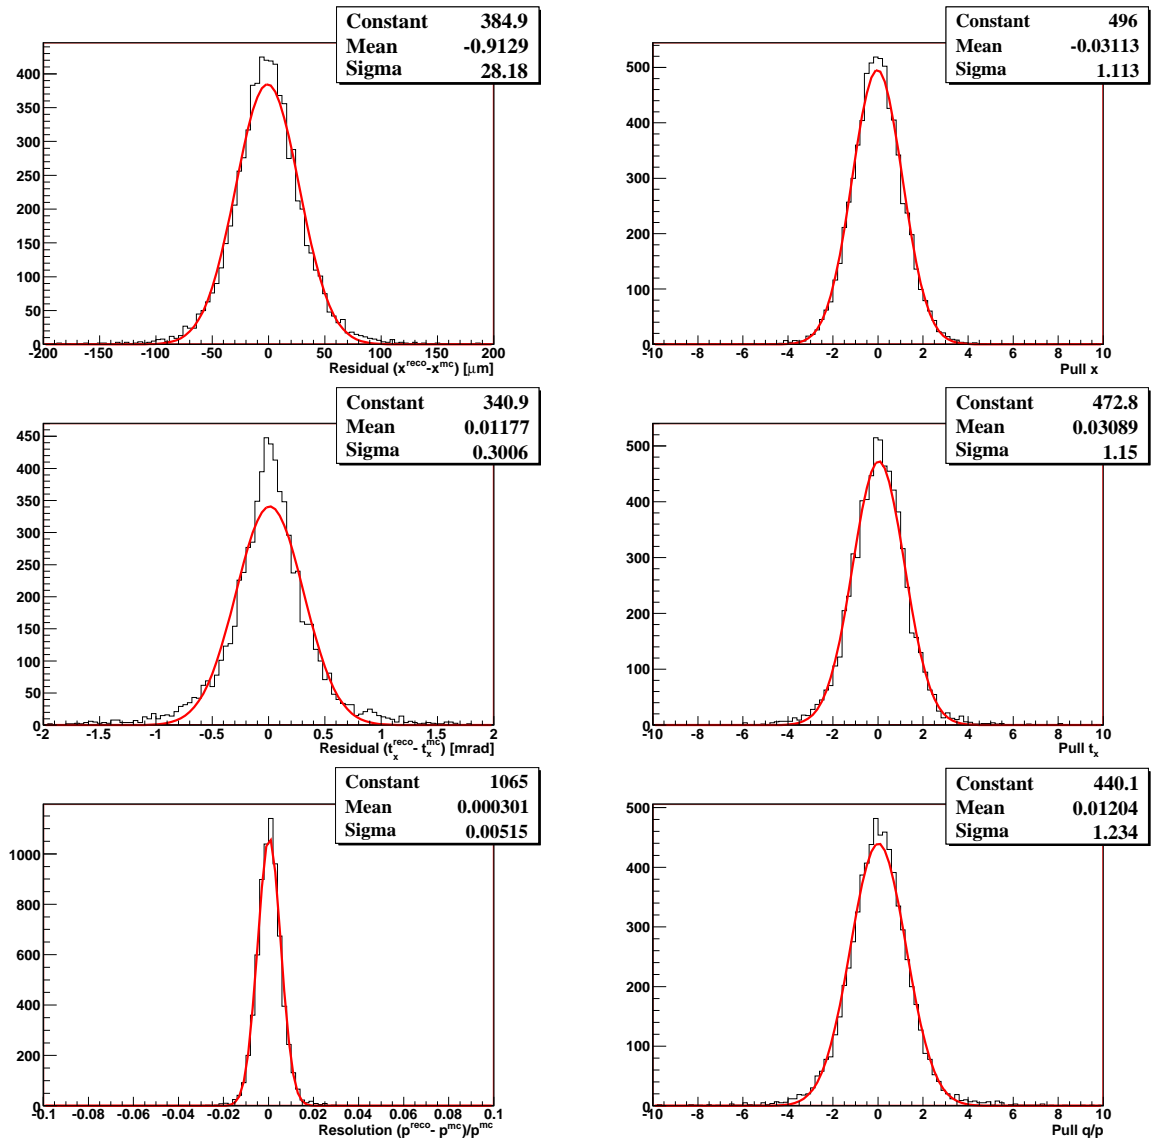 Constant 384.9
Mean -0.9129
Sigma 28.18
400
350
300
250
200
150
100
50
0
-200 -150 -100 -50 0 50 100 150 200
Residual (x^reco-x^mc) [μm]
Constant 496
Mean -0.03113
Sigma 1.113
500
400
300
200
100
0
-10 -8 -6 -4 -2 0 2 4 6 8 10
Pull x
Constant 340.9
Mean 0.01177
Sigma 0.3006
450
400
350
300
250
200
150
100
50
0
-2 -1.5 -1 -0.5 0 0.5 1 1.5 2
Residual (t_x^reco- t_x^mc) [mrad]
Constant 472.8
Mean 0.03089
Sigma 1.15
500
400
300
200
100
0
-10 -8 -6 -4 -2 0 2 4 6 8 10
Pull t_x
Constant 1065
Mean 0.000301
Sigma 0.00515
1000
800
600
400
200
0
-0.1 -0.08 -0.06 -0.04 -0.02 0 0.02 0.04 0.06 0.08 0.1
Resolution (p^reco- p^mc)/p^mc
Constant 440.1
Mean 0.01204
Sigma 1.234
500
400
300
200
100
0
-10 -8 -6 -4 -2 0 2 4 6 8 10
Pull q/p